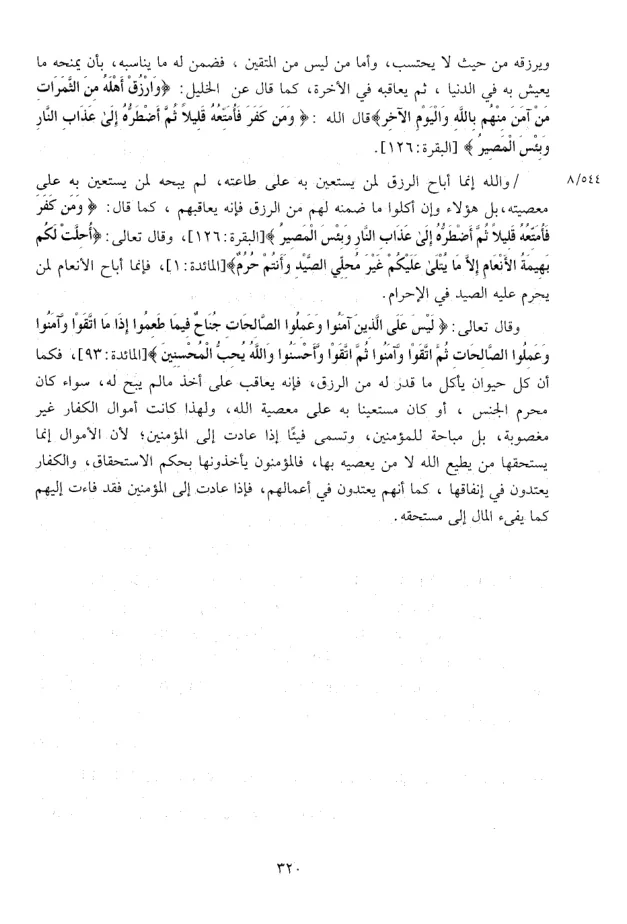 ويرزقه من حيث لا يحتسب، وأما من ليس من المتقين ، فضمن له ما يناسبه، بأن يمنحه ما
يعيش به في الدنيا ، ثم يعاقبه في الأخرة، كما قال عن الخليل: ﴿وَارْزُقْ أَهْلَهُ مِنَ الثَّمَرَاتِ
مَنْ آمَنَ مِنْهُم بِاللَّهِ وَالْيَوْمِ الآخِرِ﴾قال الله :﴿ وَمَن كَفَرَ فَأُمَتِّعُهُ قَلِيلاً ثُمَّ أَضْطَرُّهُ إِلَىٰ عَذَابِ النَّارِ
وَبِئْسَ الْمَصِيرُ ﴾ [البقرة:١٢٦].
٨/٥٤٤ /والله إنما أباح الرزق لمن يستعين به على طاعته، لم يبحه لمن يستعين به على
معصيته،بل هؤلاء وإن أكلوا ما ضمنه لهم من الرزق فإنه يعاقبهم ، كما قال: ﴿ وَمَن كَفَرَ
فَأُمَتِّعُهُ قَلِيلاً ثُمَّ أَضْطَرُّهُ إِلَىٰ عَذَابِ النَّارِ وَبِئْسَ الْمَصِيرُ ﴾[البقرة:١٢٦]، وقال تعالى: ﴿أُحِلَّتْ لَكُم
بَهِيمَةُ الأَنْعَامِ إِلاَّ مَا يُتْلَىٰ عَلَيْكُمْ غَيْرَ مُحِلِّي الصَّيْدِ وَأَنتُمْ حُرُمٌ﴾[المائدة:١]، فإنما أباح الأنعام لمن
يحرم عليه الصيد في الإحرام.
وقال تعالى:﴿ لَيْسَ عَلَى الَّذِينَ آمَنُوا وَعَمِلُوا الصَّالِحَاتِ جُنَاحٌ فِيمَا طَعِمُوا إِذَا مَا اتَّقَوْا وَآمَنُوا
وَعَمِلُوا الصَّالِحَاتِ ثُمَّ اتَّقَوْا وَآمَنُوا ثُمَّ اتَّقَوْا وَّأَحْسَنُوا وَاللَّهُ يُحِبُّ الْمُحْسِنِينَ ﴾[المائدة:٩٣]، فكما
أن كل حيوان يأكل ما قدر له من الرزق، فإنه يعاقب على أخذ مالم يبح له، سواء كان
محرم الجنس ، أو كان مستعينا به على معصية الله، ولهذا كانت أموال الكفار غير
مغصوبة، بل مباحة للمؤمنين، وتسمى فيئًا إذا عادت إلى المؤمنين؛ لأن الأموال إنما
يستحقها من يطيع الله لا من يعصيه بها، فالمؤمنون يأخذونها بحكم الاستحقاق، والكفار
يعتدون في إنفاقها ، كما أنهم يعتدون في أعمالهم، فإذا عادت إلى المؤمنين فقد فاءت إليهم
كما يفيء المال إلى مستحقه.
٣٢٠